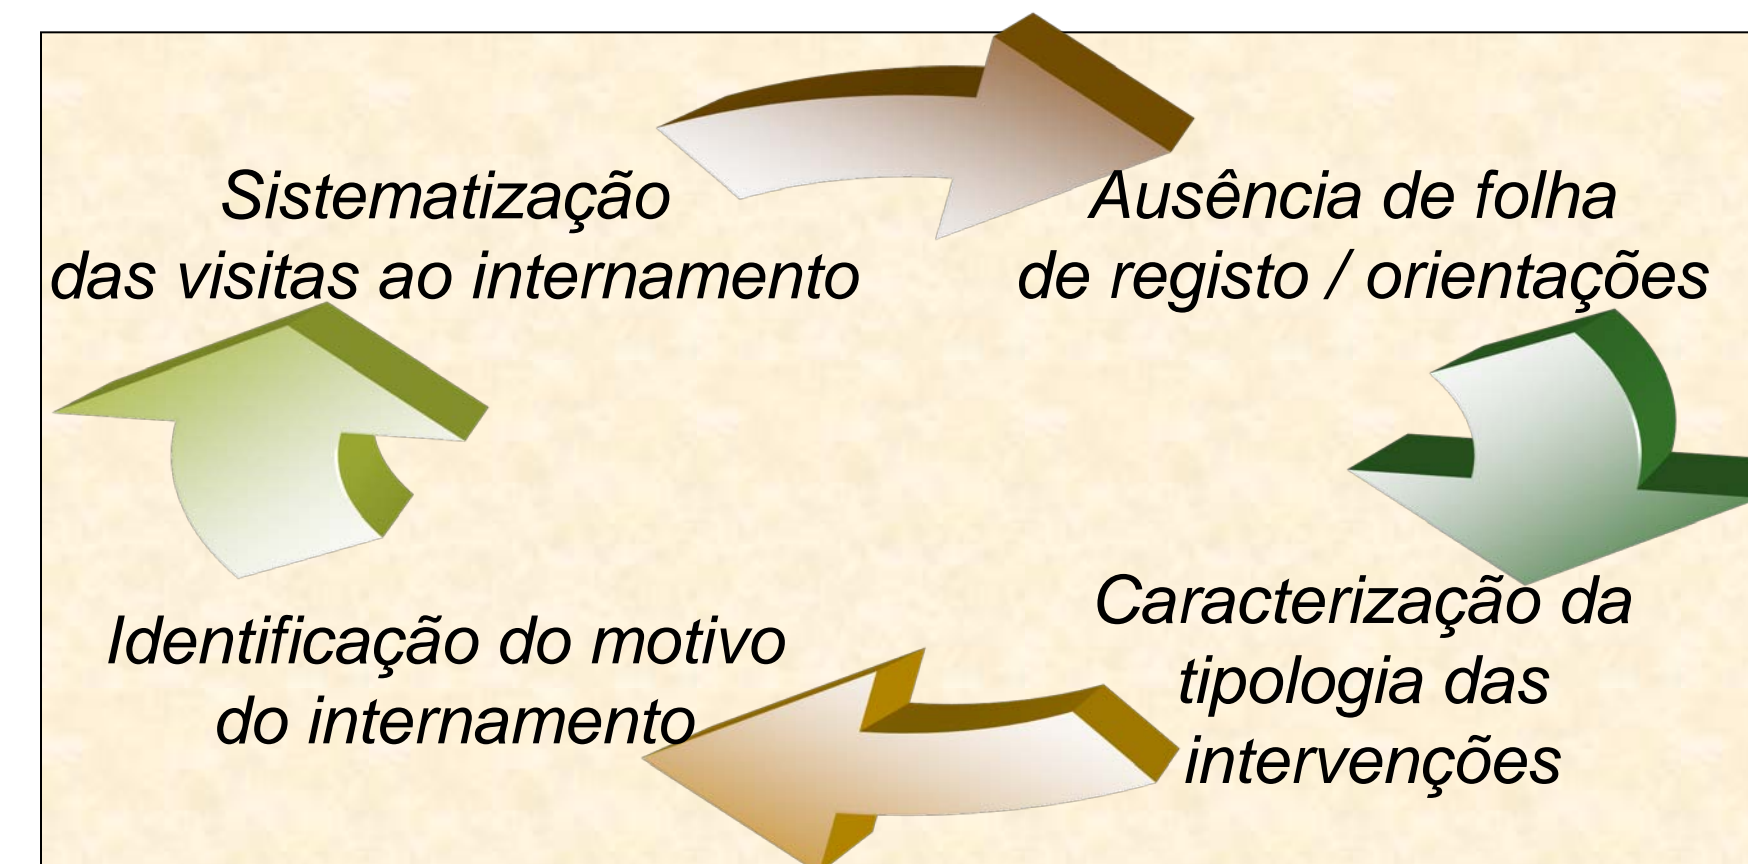 Sistematização
das visitas ao internamento
Ausência de folha
de registo / orientações
Caracterização da
tipologia das
intervenções
Identificação do motivo
do internamento